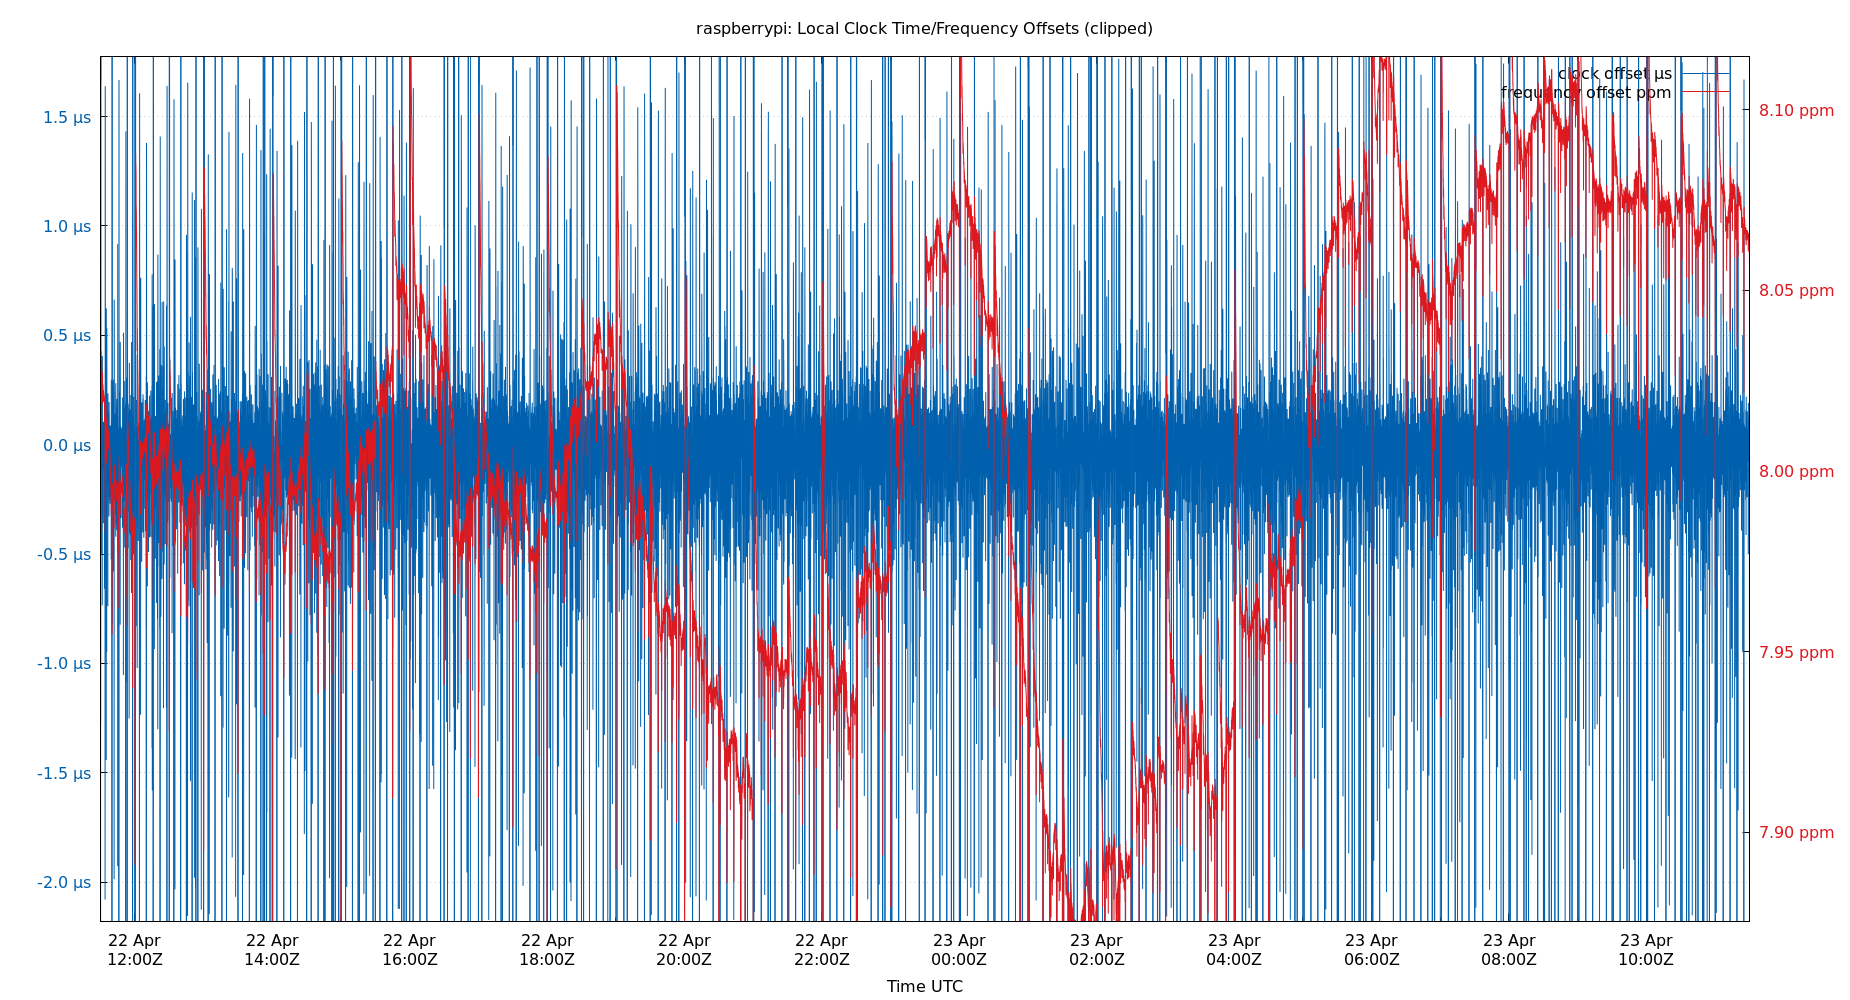 raspberrypi: Local Clock Time/Frequency Offsets (clipped)
clock offset µs
frequency offset ppm
1.5 µs
1.0 µs
0.5 µs
0.0 µs
-0.5 µs
-1.0 µs
-1.5 µs
-2.0 µs
8.10 ppm
8.05 ppm
8.00 ppm
7.95 ppm
7.90 ppm
22 Apr 22 Apr 22 Apr 22 Apr 22 Apr 22 Apr 23 Apr 23 Apr 23 Apr 23 Apr 23 Apr 23 Apr
12:00Z 14:00Z 16:00Z 18:00Z 20:00Z 22:00Z 00:00Z 02:00Z 04:00Z 06:00Z 08:00Z 10:00Z
Time UTC